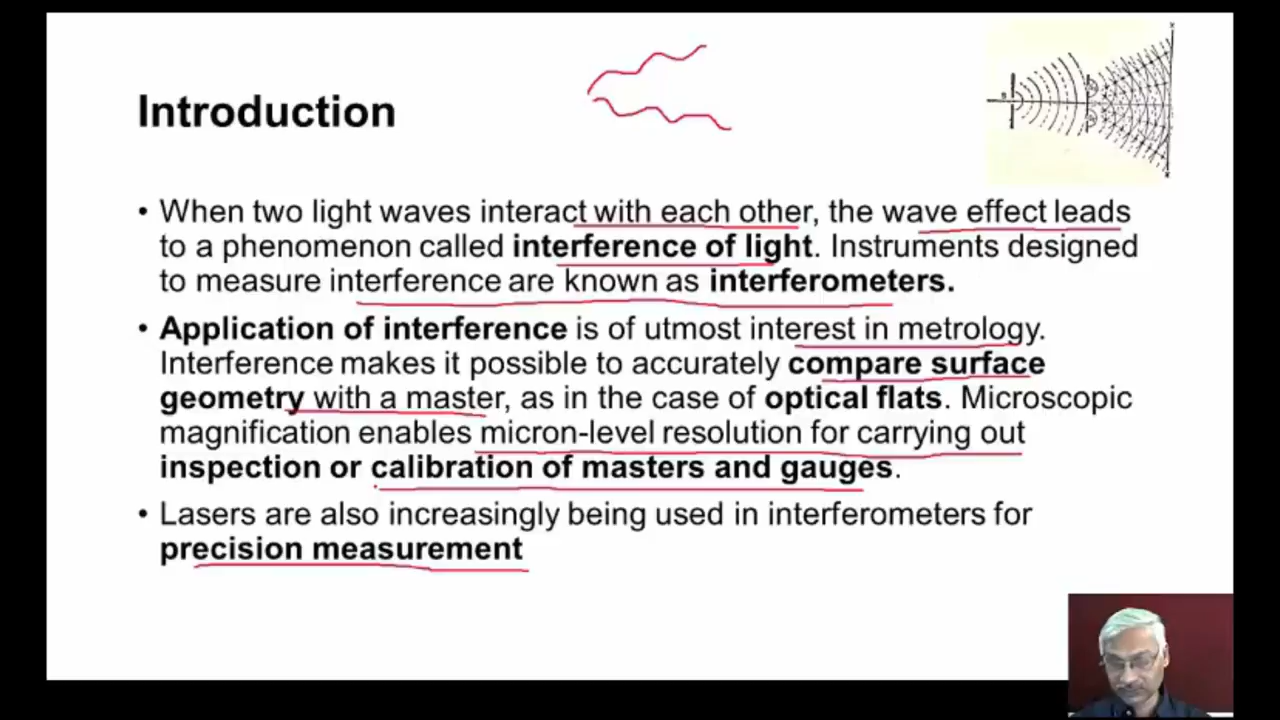 Introduction
• When two light waves interact with each other, the wave effect leads
to a phenomenon called interference of light. Instruments designed
to measure interference are known as interferometers.
• Application of interference is of utmost interest in metrology.
Interference makes it possible to accurately compare surface
geometry with a master, as in the case of optical flats. Microscopic
magnification enables micron-level resolution for carrying out
inspection or calibration of masters and gauges.
• Lasers are also increasingly being used in interferometers for
precision measurement